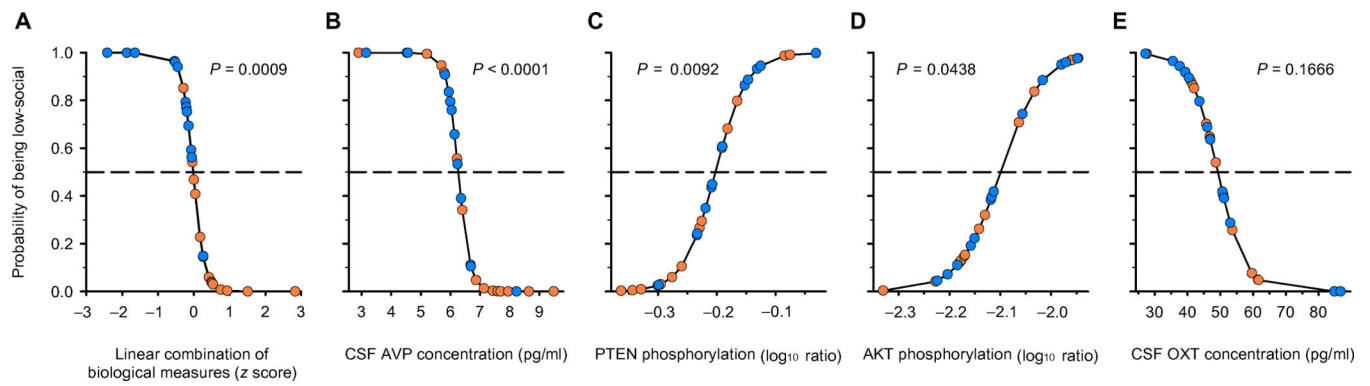 A
B
C
D
E
P = 0.0009
P < 0.0001
P = 0.0092
P = 0.0438
P = 0.1666
Probability of being low-social
1.0
0.8
0.6
0.4
0.2
0.0
−3 −2 −1 0 1 2 3
3 4 5 6 7 8 9
−0.3 −0.2 −0.1
−2.3 −2.2 −2.1 −2.0
30 50 70 90
Linear combination of
biological measures (z score)
CSF AVP concentration (pg/ml)
PTEN phosphorylation (log₁₀ ratio)
AKT phosphorylation (log₁₀ ratio)
CSF OXT concentration (pg/ml)